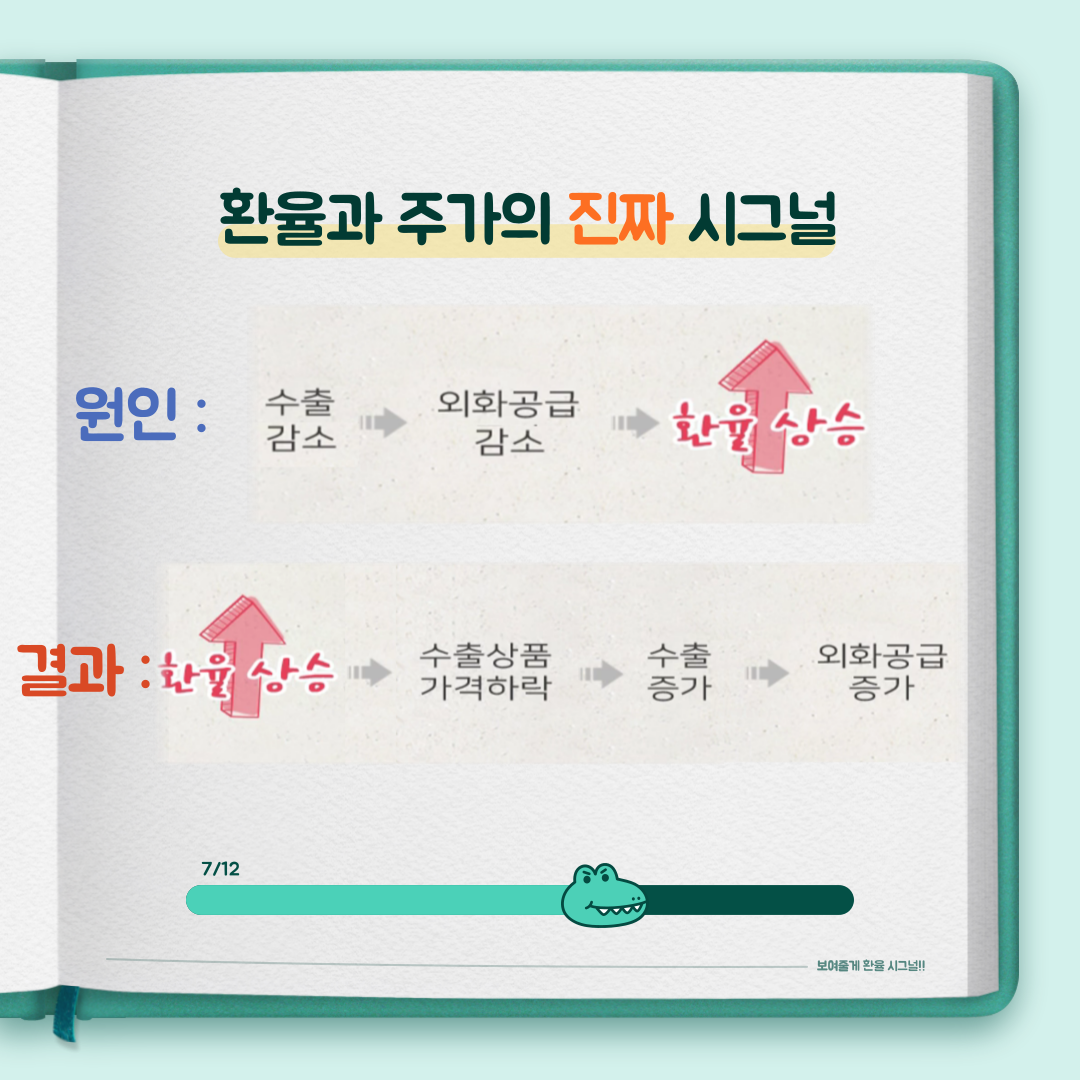 환율과 주가의 진짜 시그널
원인 :
수출
감소
외화공급
감소
환율 상승
결과 :
환율 상승
수출상품
가격하락
수출
증가
외화공급
증가
7/12
보여줄게 환율 시그널!!